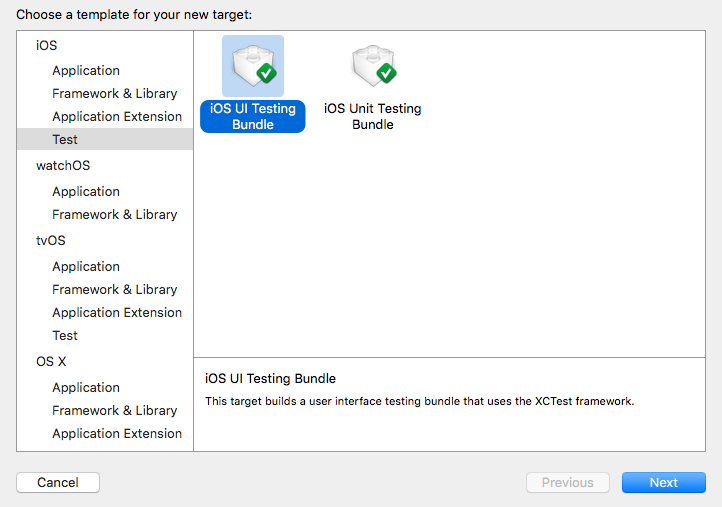 Choose a template for your new target:
iOS
Application
Framework & Library
Application Extension
Test
watchOS
Application
Framework & Library
tvOS
Application
Framework & Library
Application Extension
Test
OS X
Application
Framework & Library
Application Extension
iOS UI Testing
Bundle
iOS Unit Testing
Bundle
iOS UI Testing Bundle
This target builds a user interface testing bundle that uses the XCTest framework.
Cancel
Previous
Next